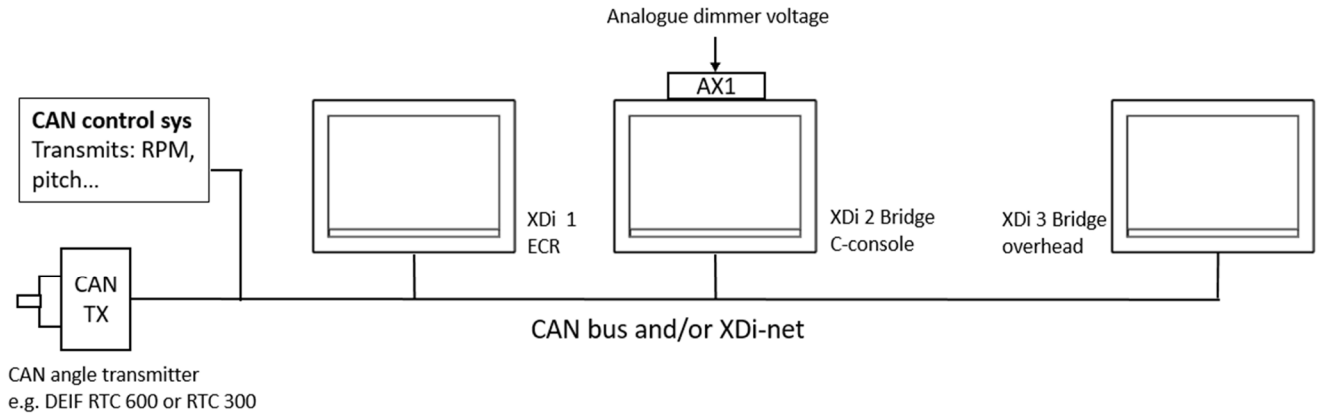 Analogue dimmer voltage
AX1
CAN control sys
Transmits: RPM,
pitch...
XDi 1
ECR
XDi 2 Bridge
C-console
XDi 3 Bridge
overhead
CAN
TX
CAN bus and/or XDi-net
CAN angle transmitter
e.g. DEIF RTC 600 or RTC 300